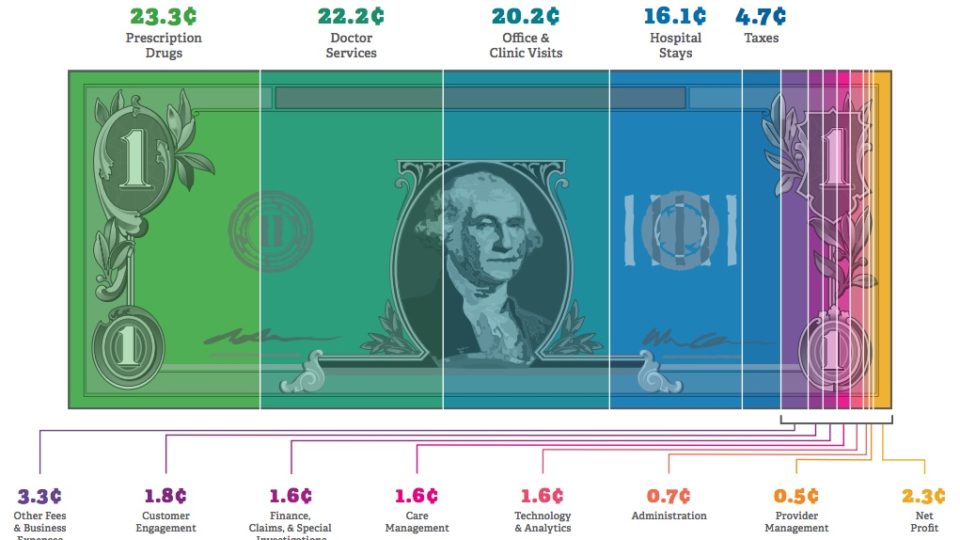 23.3¢ 22.2¢ 20.2¢ 16.1¢ 4.7¢
Prescription Doctor Office & Hospital Taxes
Drugs Services Clinic Visits Stays
1 1
1 1
3.3¢ 1.8¢ 1.6¢ 1.6¢ 1.6¢ 0.7¢ 0.5¢ 2.3¢
Other Fees Customer Finance, Care Technology Administration Provider Net
& Business Engagement Claims, & Special Management & Analytics Management Profit
Expenses Investigations